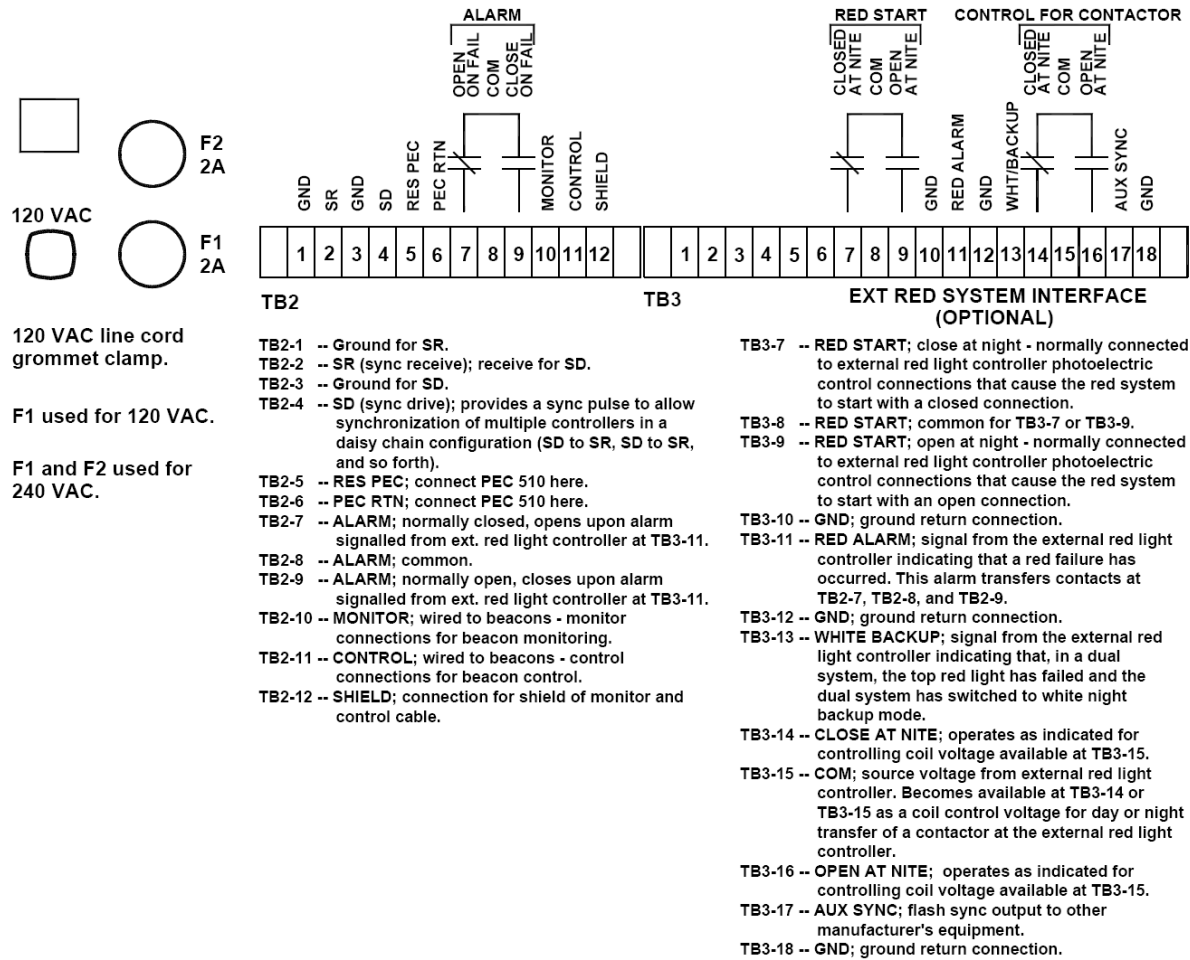 ALARM
OPEN
ON FAIL
COM
CLOSE
ON FAIL
RED START
CLOSED
AT NITE
COM
OPEN
AT NITE
CONTROL FOR CONTACTOR
CLOSED
AT NITE
COM
OPEN
AT NITE
F2
2A
120 VAC
F1
2A
GND
SR
GND
SD
RES PEC
PEC RTN
MONITOR
CONTROL
SHIELD
GND
RED ALARM
GND
WHT/BACKUP
AUX SYNC
GND
1 2 3 4 5 6 7 8 9 10 11 12
1 2 3 4 5 6 7 8 9 10 11 12 13 14 15 16 17 18
TB2
TB3
EXT RED SYSTEM INTERFACE
(OPTIONAL)
120 VAC line cord
grommet clamp.
F1 used for 120 VAC.
F1 and F2 used for
240 VAC.
TB2-1 -- Ground for SR.
TB2-2 -- SR (sync receive); receive for SD.
TB2-3 -- Ground for SD.
TB2-4 -- SD (sync drive); provides a sync pulse to allow
synchronization of multiple controllers in a
daisy chain configuration (SD to SR, SD to SR,
and so forth).
TB2-5 -- RES PEC; connect PEC 510 here.
TB2-6 -- PEC RTN; connect PEC 510 here.
TB2-7 -- ALARM; normally closed, opens upon alarm
signalled from ext. red light controller at TB3-11.
TB2-8 -- ALARM; common.
TB2-9 -- ALARM; normally open, closes upon alarm
signalled from ext. red light controller at TB3-11.
TB2-10 -- MONITOR; wired to beacons - monitor
connections for beacon monitoring.
TB2-11 -- CONTROL; wired to beacons - control
connections for beacon control.
TB2-12 -- SHIELD; connection for shield of monitor and
control cable.
TB3-7 -- RED START; close at night - normally connected
to external red light controller photoelectric
control connections that cause the red system
to start with a closed connection.
TB3-8 -- RED START; common for TB3-7 or TB3-9.
TB3-9 -- RED START; open at night - normally connected
to external red light controller photoelectric
control connections that cause the red system
to start with an open connection.
TB3-10 -- GND; ground return connection.
TB3-11 -- RED ALARM; signal from the external red light
controller indicating that a red failure has
occurred. This alarm transfers contacts at
TB2-7, TB2-8, and TB2-9.
TB3-12 -- GND; ground return connection.
TB3-13 -- WHITE BACKUP; signal from the external red
light controller indicating that, in a dual
system, the top red light has failed and the
dual system has switched to white night
backup mode.
TB3-14 -- CLOSE AT NITE; operates as indicated for
controlling coil voltage available at TB3-15.
TB3-15 -- COM; source voltage from external red light
controller. Becomes available at TB3-14 or
TB3-15 as a coil control voltage for day or night
transfer of a contactor at the external red light
controller.
TB3-16 -- OPEN AT NITE; operates as indicated for
controlling coil voltage available at TB3-15.
TB3-17 -- AUX SYNC; flash sync output to other
manufacturer's equipment.
TB3-18 -- GND; ground return connection.